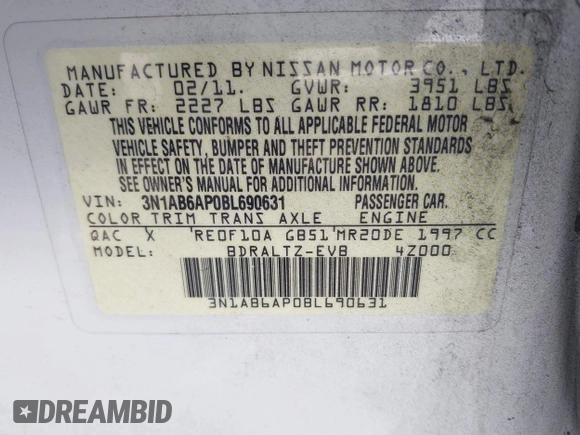 MANUFACTURED BY NISSAN MOTOR CO., LTD.
DATE: 02/11. GVWR: 3951 LBS
GAWR FR: 2227 LBS GAWR RR: 1810 LBS
THIS VEHICLE CONFORMS TO ALL APPLICABLE FEDERAL MOTOR
VEHICLE SAFETY, BUMPER AND THEFT PREVENTION STANDARDS
IN EFFECT ON THE DATE OF MANUFACTURE SHOWN ABOVE.
SEE OWNER'S MANUAL FOR ADDITIONAL INFORMATION.
VIN: 3N1AB6AP0BL690631 PASSENGER CAR.
COLOR TRIM TRANS AXLE ENGINE
QAC X RE0F10A GB51 MR20DE 1997 CC
MODEL: BDRALTZ-EVB 4Z000
3N1AB6AP0BL690631
DREAMBID